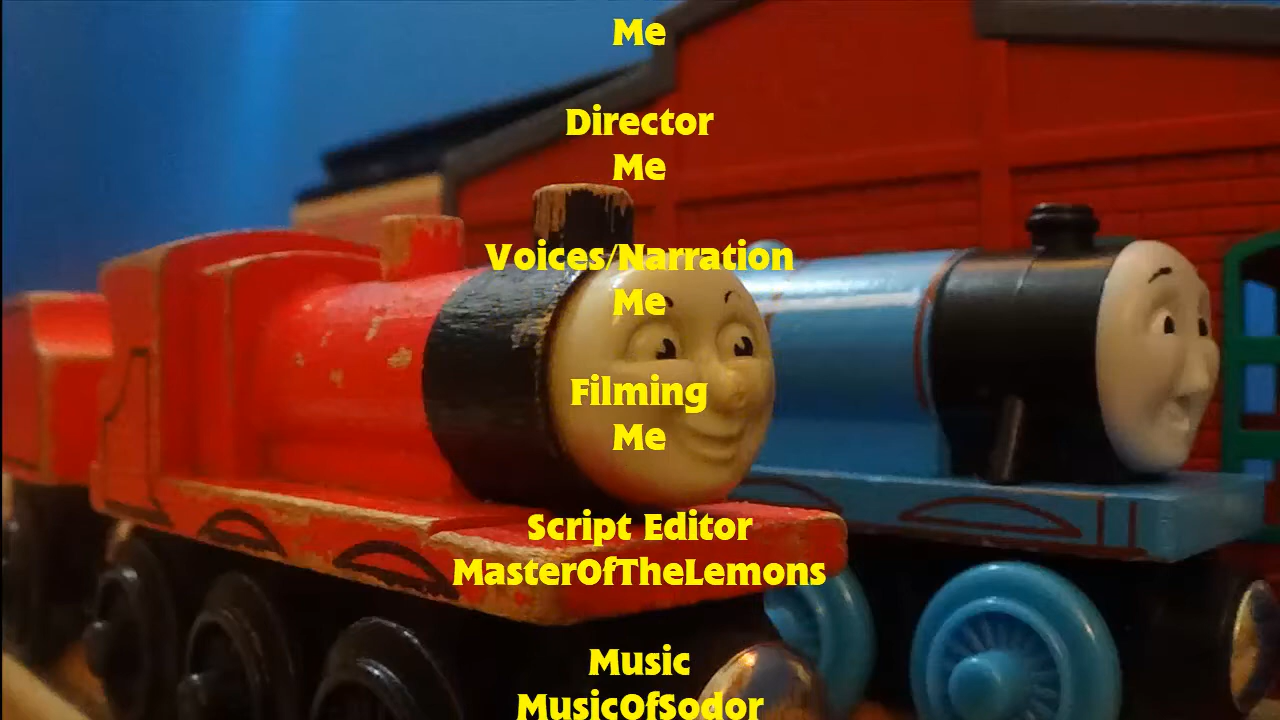 Me
Director
Me
Voices/Narration
Me
Filming
Me
Script Editor
MasterOfTheLemons
Music
MusicOfSodor